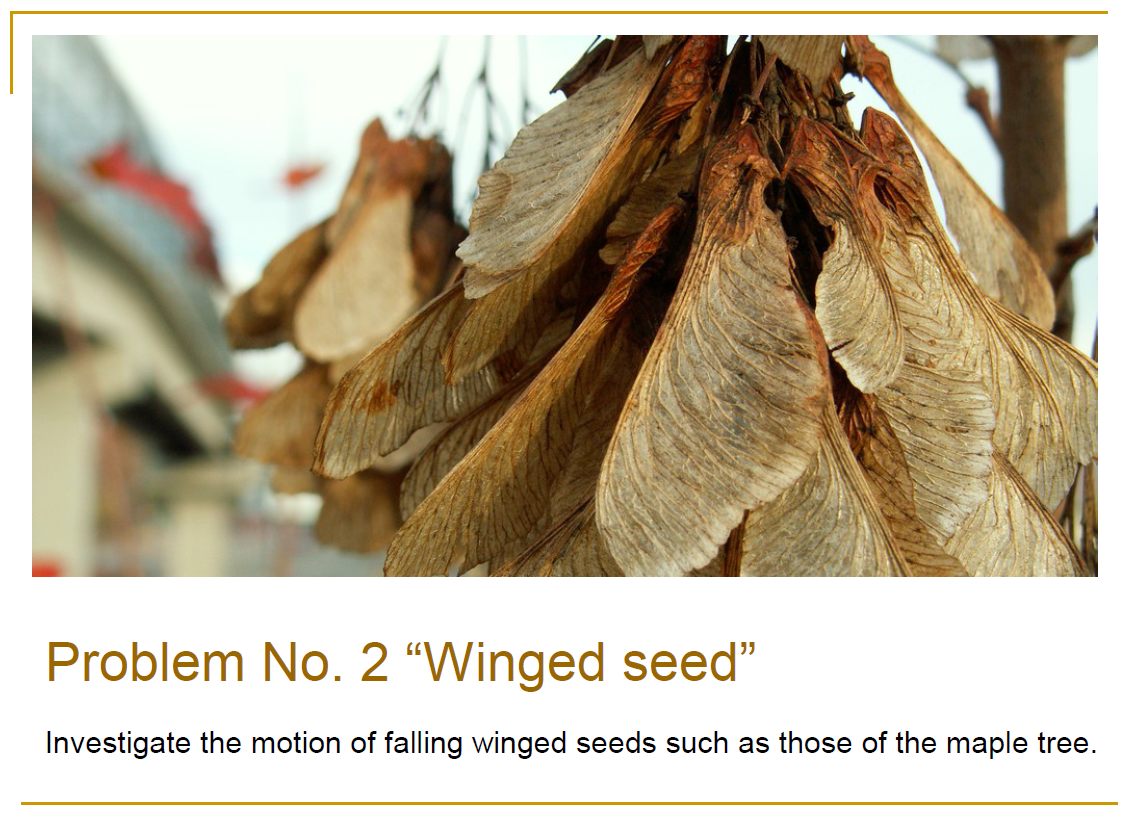 Problem No. 2 “Winged seed”
Investigate the motion of falling winged seeds such as those of the maple tree.